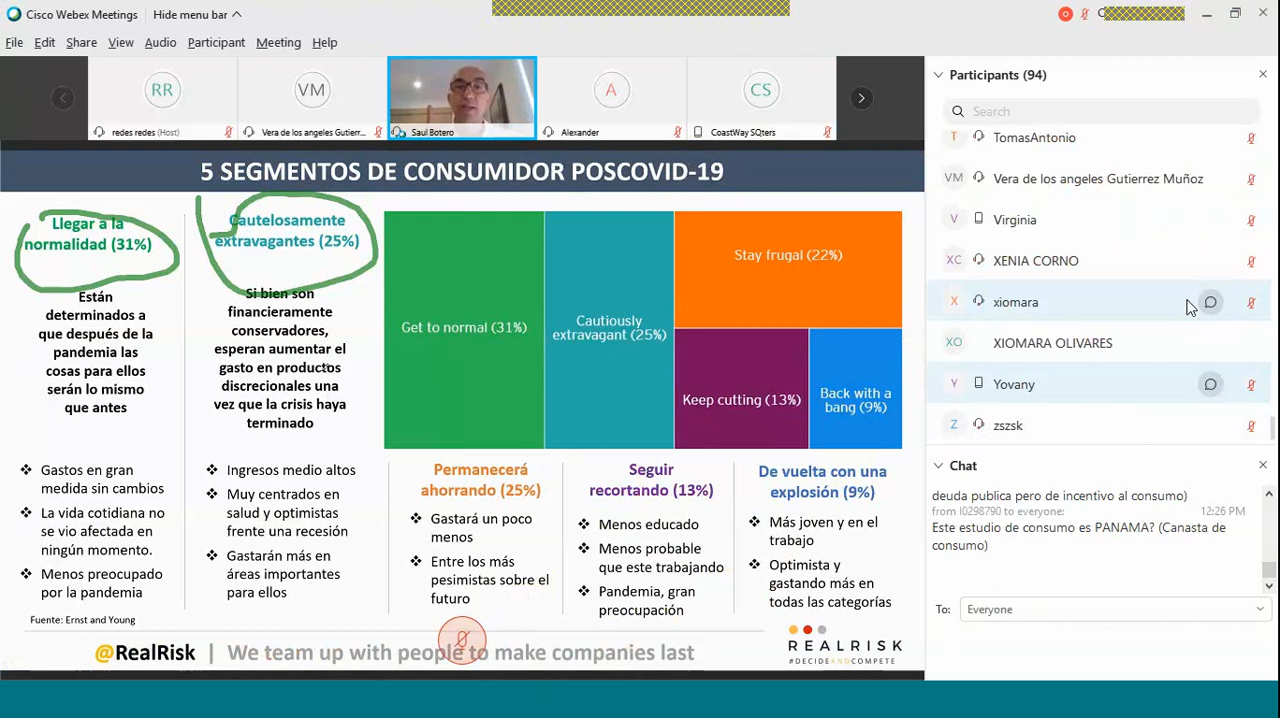 Cisco Webex Meetings
Hide menu bar
File Edit Share View Audio Participant Meeting Help
RR
VM
A
CS
redes redes (Host)
Vera de los angeles Gutierr...
Saul Botero
Alexander
CoastWay SQters
5 SEGMENTOS DE CONSUMIDOR POSCOVID-19
Llegar a la
normalidad (31%)
Están
determinados a
que después de la
pandemia las
cosas para ellos
serán lo mismo
que antes
Gastos en gran
medida sin cambios
La vida cotidiana no
se vio afectada en
ningún momento.
Menos preocupado
por la pandemia
Cautelosamente
extravagantes (25%)
Si bien son
financieramente
conservadores,
esperan aumentar el
gasto en productos
discrecionales una
vez que la crisis haya
terminado
Ingresos medio altos
Muy centrados en
salud y optimistas
frente una recesión
Gastarán más en
áreas importantes
para ellos
Get to normal (31%)
Cautiously
extravagant (25%)
Stay frugal (22%)
Keep cutting (13%)
Back with a
bang (9%)
Permanecerá
ahorrando (25%)
Gastará un poco
menos
Entre los más
pesimistas sobre el
futuro
Seguir
recortando (13%)
Menos educado
Menos probable
que este trabajando
Pandemia, gran
preocupación
De vuelta con una
explosión (9%)
Más joven y en el
trabajo
Optimista y
gastando más en
todas las categorías
Fuente: Ernst and Young
@RealRisk | We team up with people to make companies last
REALRISK
#DECIDEANDCOMPETE
Participants (94)
Search
T TomasAntonio
VM Vera de los angeles Gutierrez Muñoz
V Virginia
XC XENIA CORNO
X xiomara
XO XIOMARA OLIVARES
Y Yovany
Z zszsk
Chat
deuda publica pero de incentivo al consumo)
from I0298790 to everyone: 12:26 PM
Este estudio de consumo es PANAMA? (Canasta de
consumo)
To: Everyone